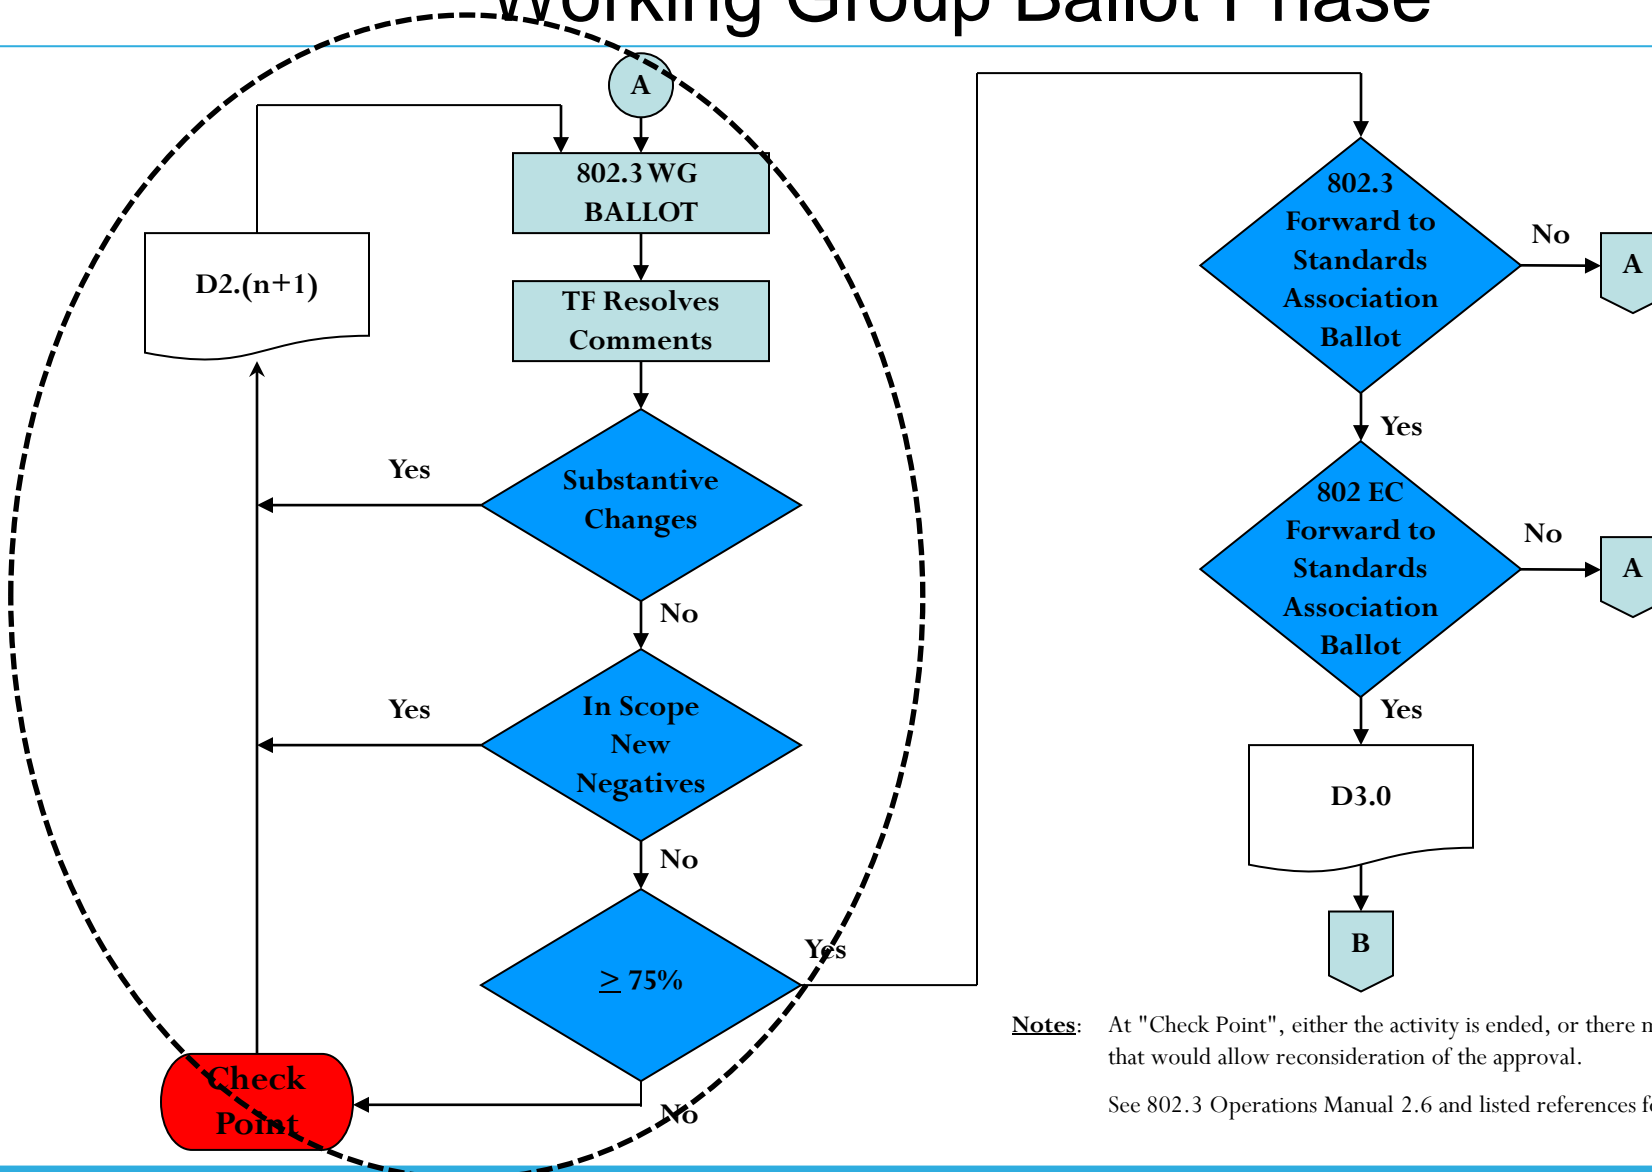 Working Group Ballot Phase
A
802.3 WG
BALLOT
D2.(n+1)
TF Resolves
Comments
Yes
Substantive
Changes
No
Yes
In Scope
New
Negatives
No
Yes
≥ 75%
Check
Point
No
802.3
Forward to
Standards
Association
Ballot
No
A
Yes
802 EC
Forward to
Standards
Association
Ballot
No
A
Yes
D3.0
B
Notes: At "Check Point", either the activity is ended, or there
that would allow reconsideration of the approval.
See 802.3 Operations Manual 2.6 and listed references